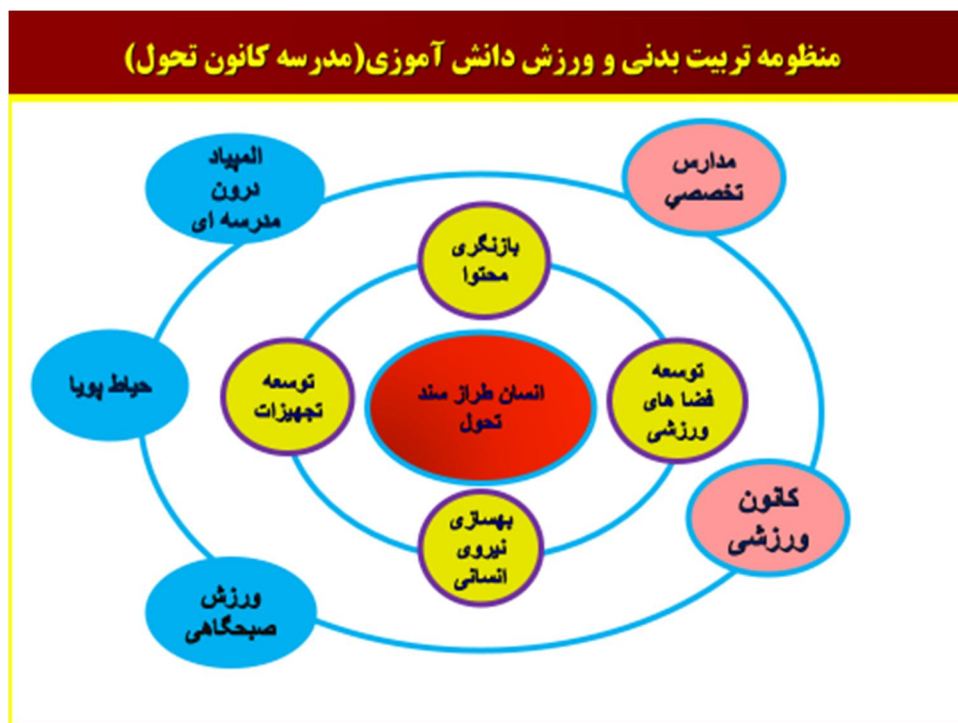 منظومه تربیت بدنی و ورزش دانش آموزی(مدرسه کانون تحول)
مدارس
تخصصي
المپیاد
درون
مدرسه ای
بازنگری
محتوا
توسعه
فضا های
ورزشی
انسان طراز سند
تحول
توسعه
تجهیزات
حیاط پویا
کانون
ورزشی
بهسازی
نیروی
انسانی
ورزش
صبحگاهی